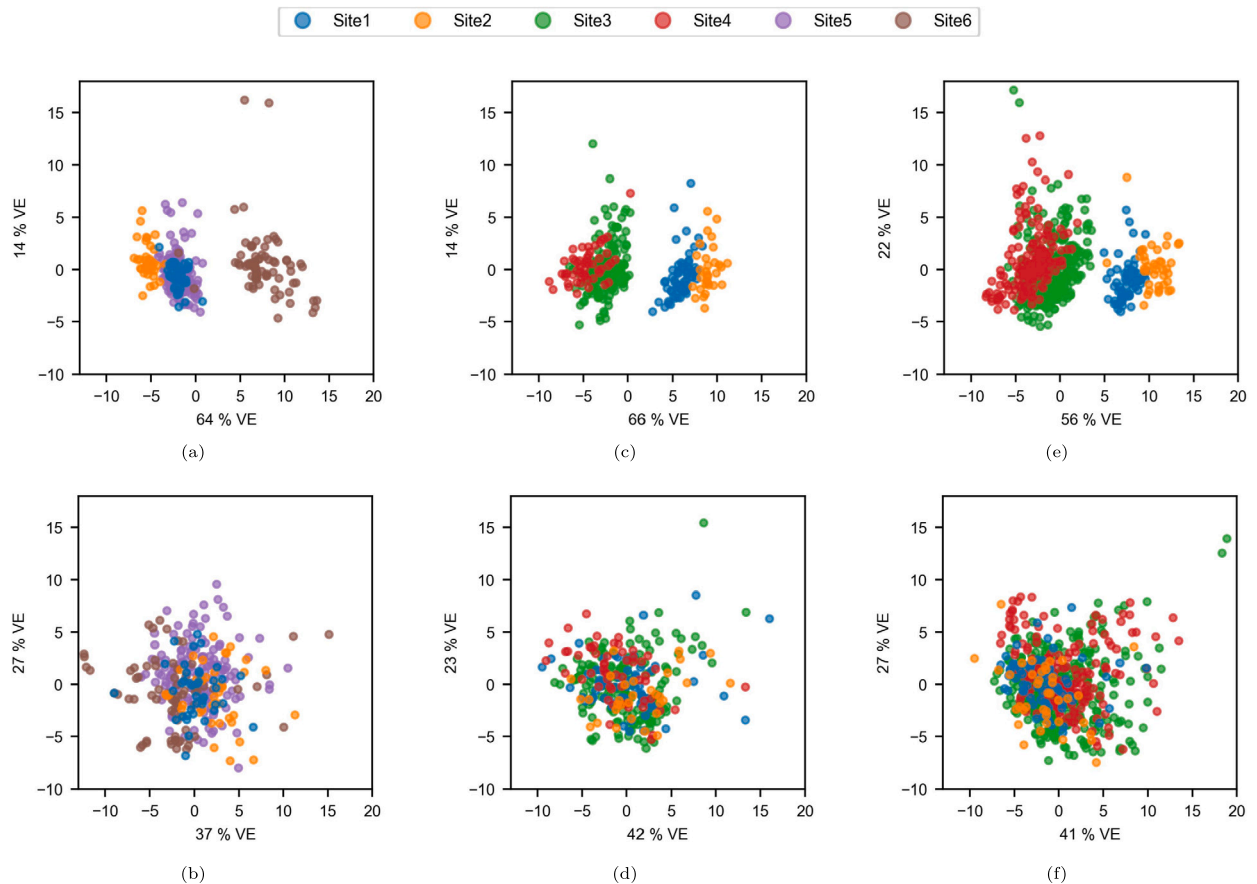 Site1 Site2 Site3 Site4 Site5 Site6
15
10
5
0
−5
−10
14 % VE
−10 −5 0 5 10 15 20
64 % VE
(a)
15
10
5
0
−5
−10
14 % VE
−10 −5 0 5 10 15 20
66 % VE
(c)
15
10
5
0
−5
−10
22 % VE
−10 −5 0 5 10 15 20
56 % VE
(e)
15
10
5
0
−5
−10
27 % VE
−10 −5 0 5 10 15 20
37 % VE
(b)
15
10
5
0
−5
−10
23 % VE
−10 −5 0 5 10 15 20
42 % VE
(d)
15
10
5
0
−5
−10
27 % VE
−10 −5 0 5 10 15 20
41 % VE
(f)